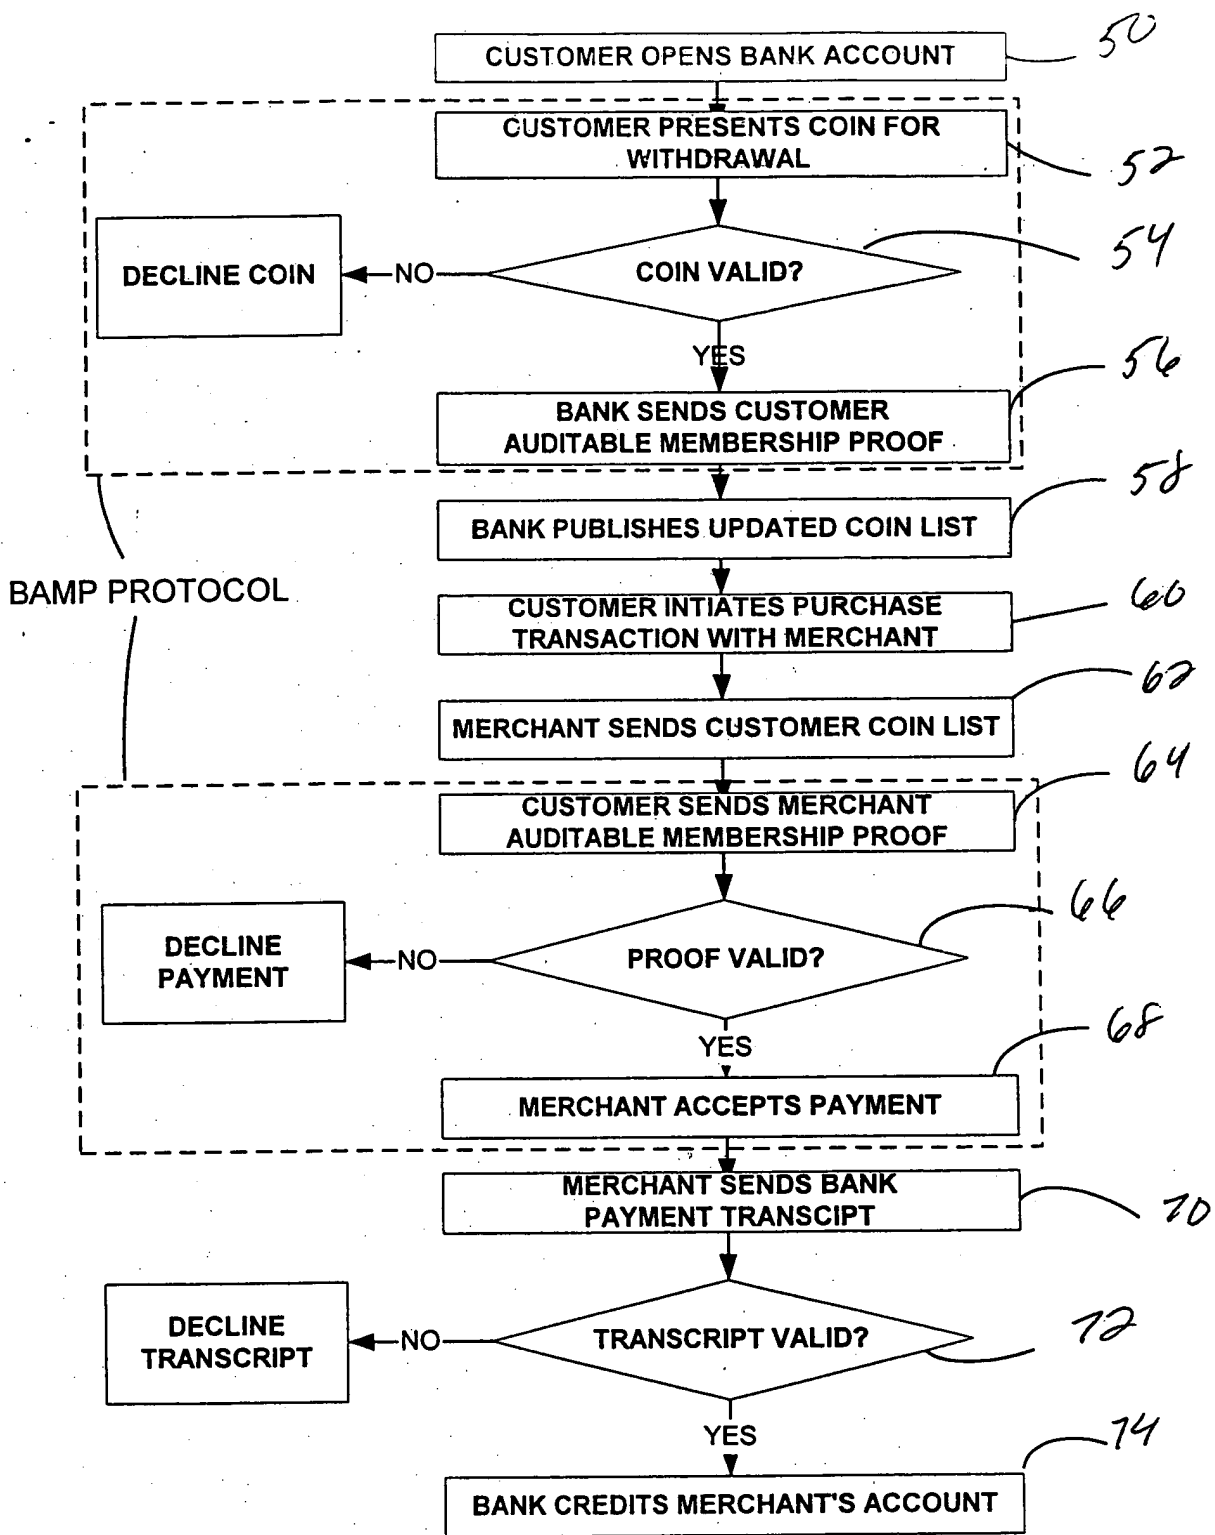 CUSTOMER OPENS BANK ACCOUNT
50
CUSTOMER PRESENTS COIN FOR
WITHDRAWAL
52
DECLINE COIN
NO
COIN VALID?
54
YES
BANK SENDS CUSTOMER
AUDITABLE MEMBERSHIP PROOF
56
BANK PUBLISHES UPDATED COIN LIST
58
BAMP PROTOCOL
CUSTOMER INTIATES PURCHASE
TRANSACTION WITH MERCHANT
60
MERCHANT SENDS CUSTOMER COIN LIST
62
CUSTOMER SENDS MERCHANT
AUDITABLE MEMBERSHIP PROOF
64
DECLINE
PAYMENT
NO
PROOF VALID?
66
YES
MERCHANT ACCEPTS PAYMENT
68
MERCHANT SENDS BANK
PAYMENT TRANSCIPT
70
DECLINE
TRANSCRIPT
NO
TRANSCRIPT VALID?
72
YES
BANK CREDITS MERCHANT'S ACCOUNT
74